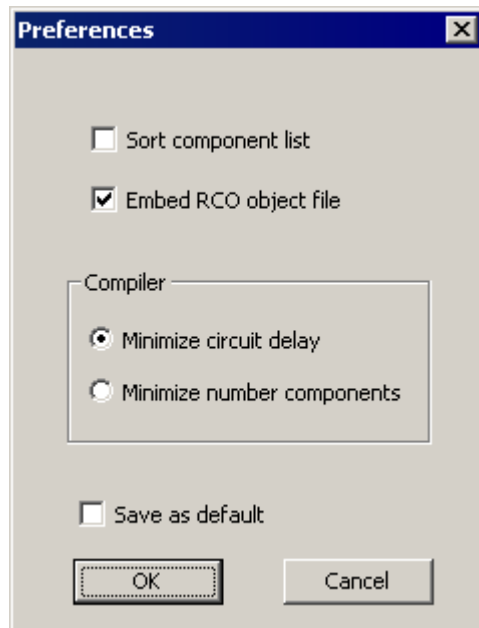 Preferences
Sort component list
Embed RCO object file
Compiler
Minimize circuit delay
Minimize number components
Save as default
OK
Cancel